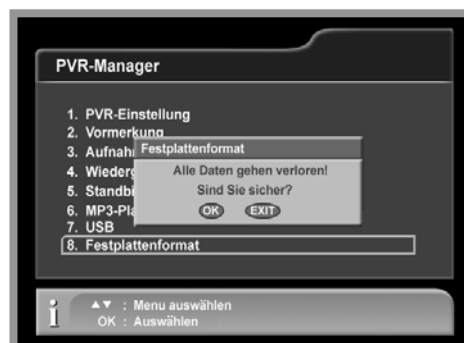 PVR-Manager
1. PVR-Einstellung
2. Vormerkung
3. Aufnah
4. Wiederg
5. Standbi
6. MP3-Pla
7. USB
8. Festplattenformat
Festplattenformat
Alle Daten gehen verloren!
Sind Sie sicher?
OK EXIT
i
▲▼ : Menu auswählen
OK : Auswählen